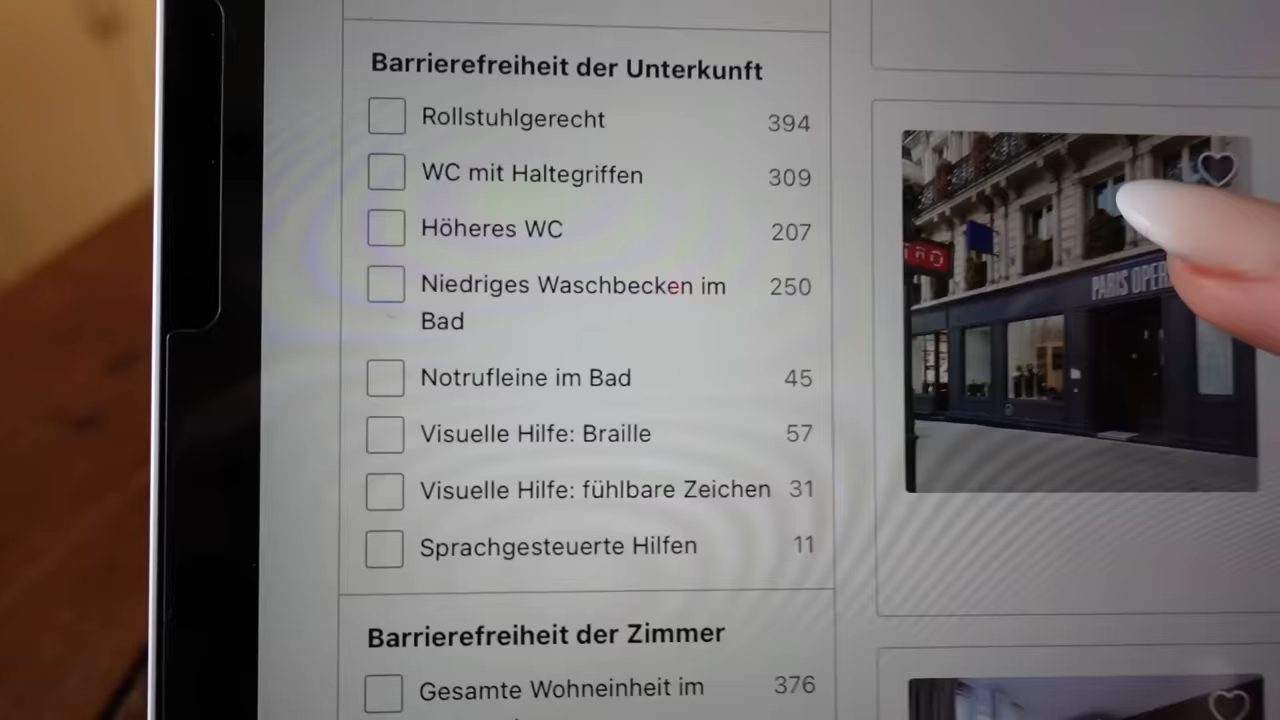 Barrierefreiheit der Unterkunft
Rollstuhlgerecht 394
WC mit Haltegriffen 309
Höheres WC 207
Niedriges Waschbecken im 250
Bad
Notrufleine im Bad 45
Visuelle Hilfe: Braille 57
Visuelle Hilfe: fühlbare Zeichen 31
Sprachgesteuerte Hilfen 11
Barrierefreiheit der Zimmer
Gesamte Wohneinheit im 376
PARIS